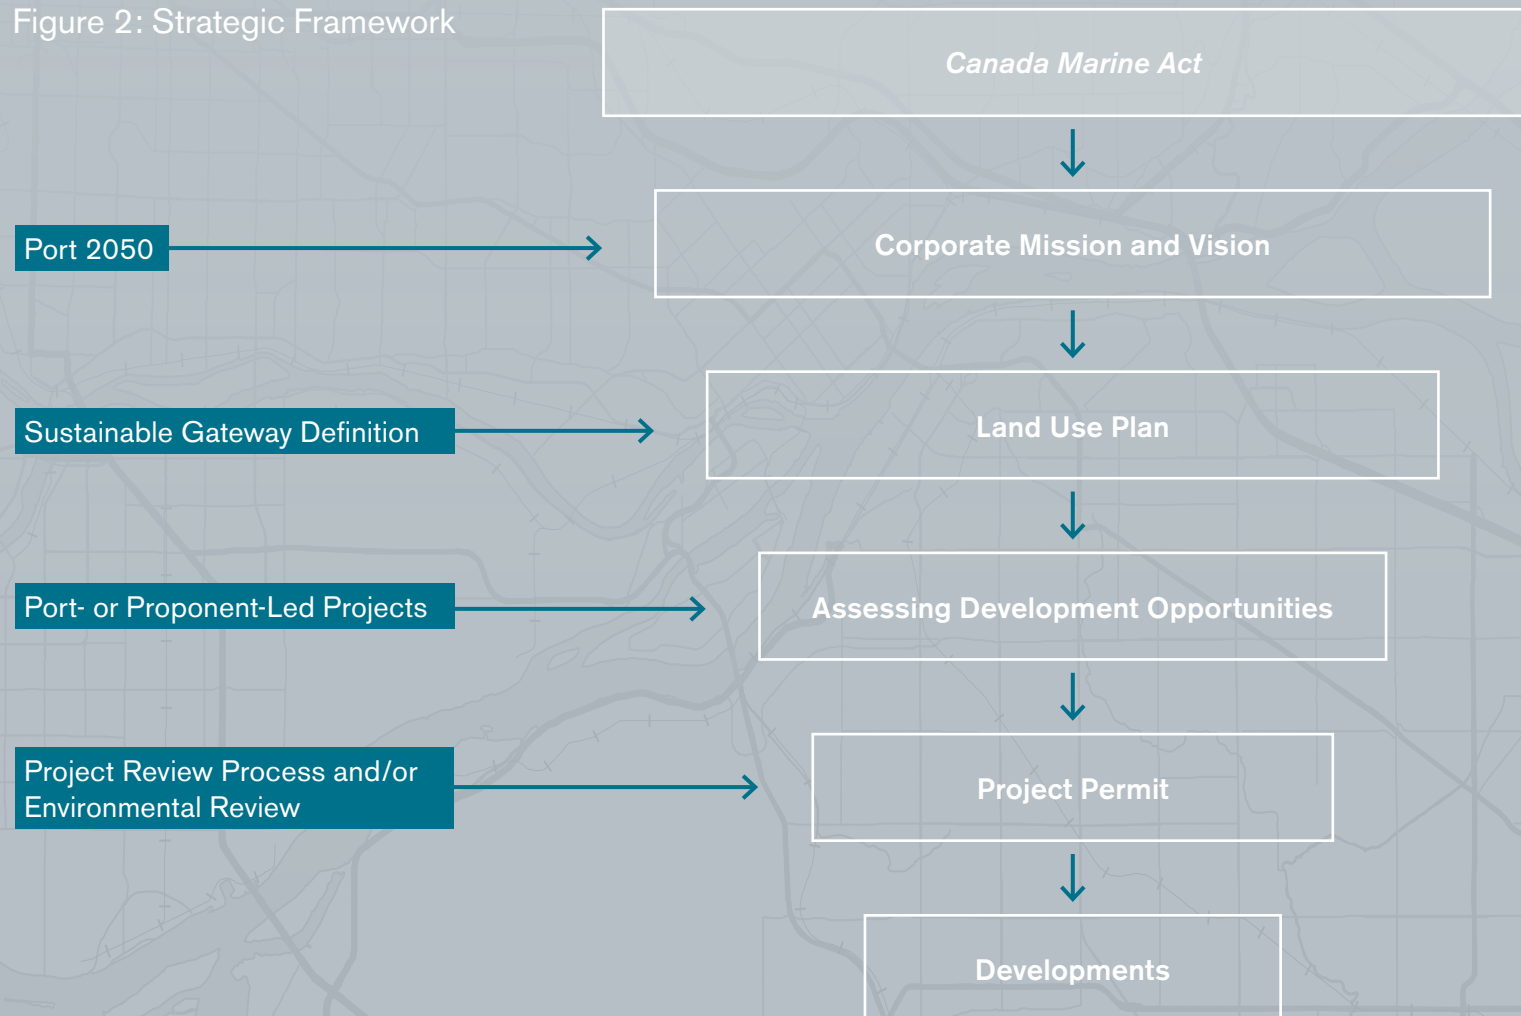 Figure 2: Strategic Framework
Canada Marine Act
Port 2050
Corporate Mission and Vision
Sustainable Gateway Definition
Land Use Plan
Port- or Proponent-Led Projects
Assessing Development Opportunities
Project Review Process and/or
Environmental Review
Project Permit
Developments